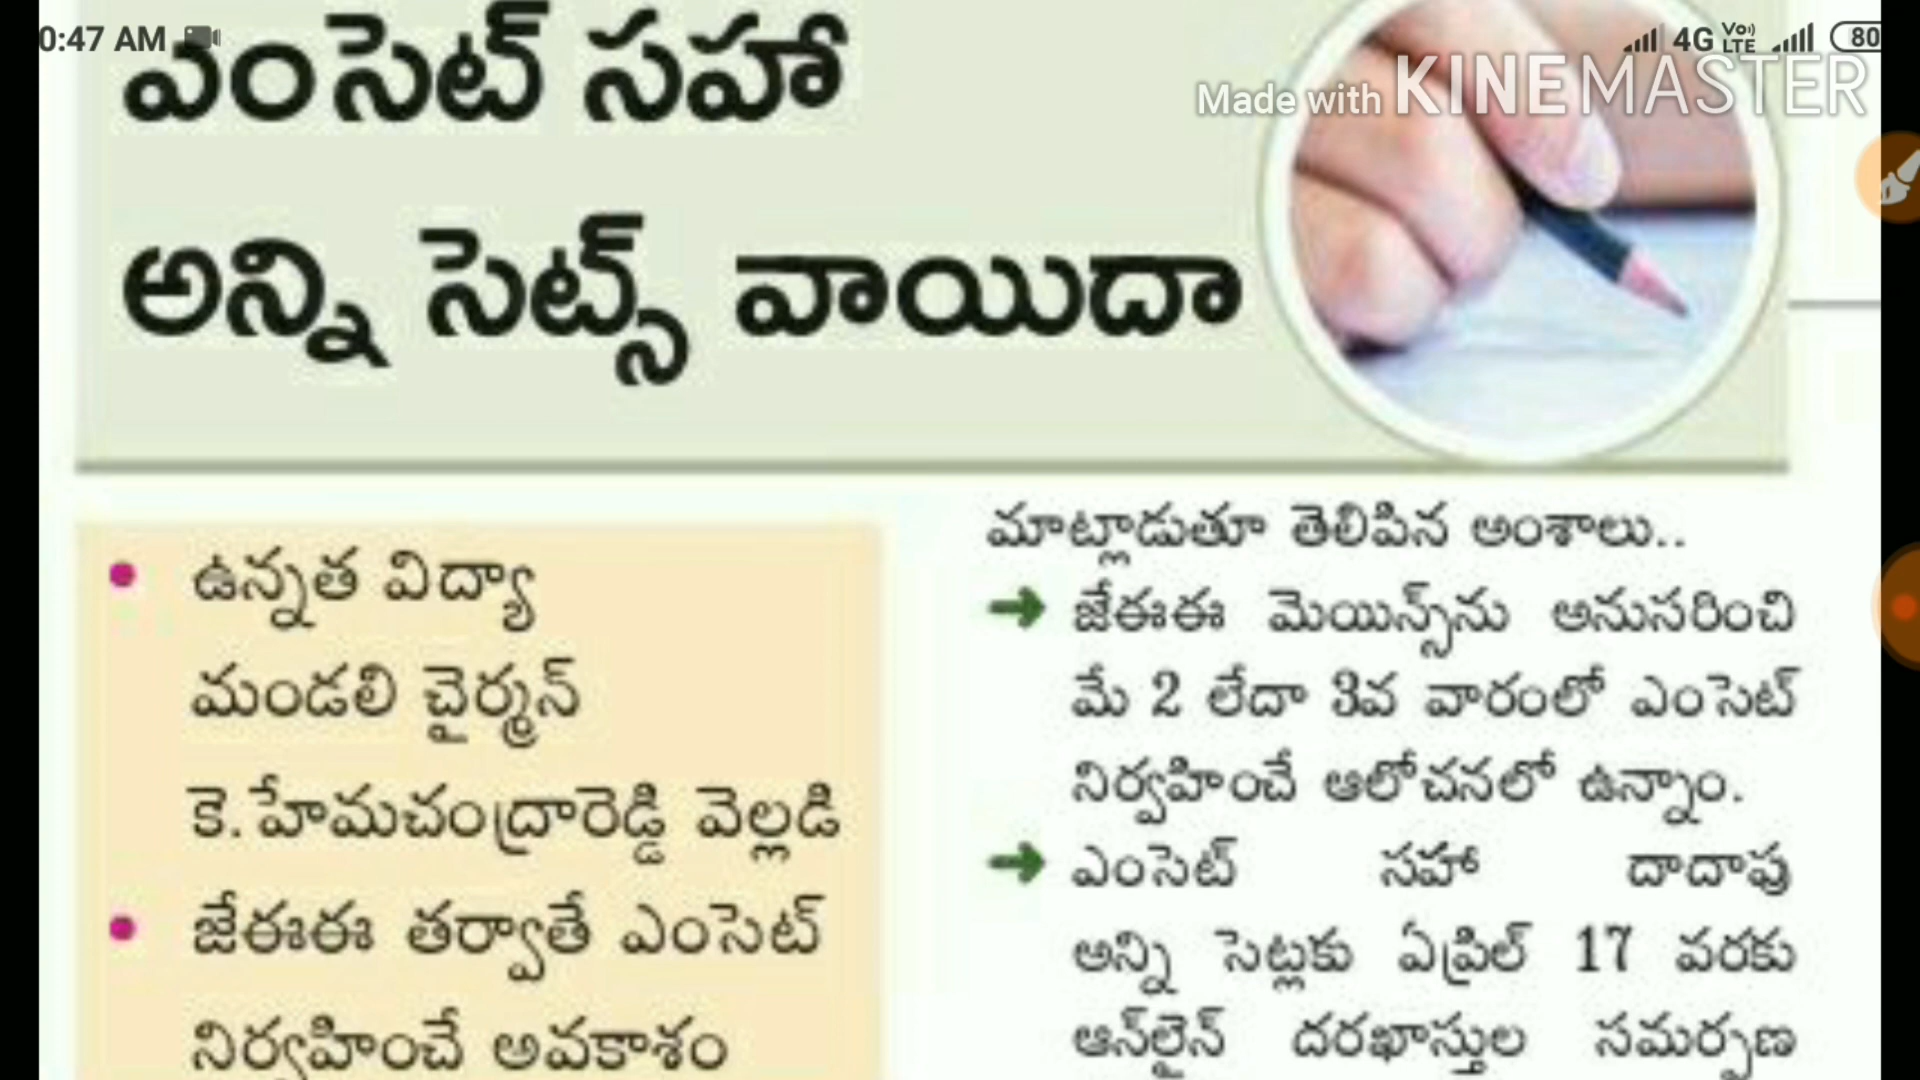 0:47 AM
4G VoLTE 80
Made with KINEMASTER
ఎంసెట్ సహా
అన్ని సెట్స్ వాయిదా
• ఉన్నత విద్యా
మండలి చైర్మన్
కె.హేమచంద్రారెడ్డి వెల్లడి
• జేఈఈ తర్వాతే ఎంసెట్
నిర్వహించే అవకాశం
మాట్లాడుతూ తెలిపిన అంశాలు..
➔ జేఈఈ మెయిన్స్‌ను అనుసరించి
మే 2 లేదా 3వ వారంలో ఎంసెట్
నిర్వహించే ఆలోచనలో ఉన్నాం.
➔ ఎంసెట్ సహా దాదాపు
అన్ని సెట్లకు ఏప్రిల్ 17 వరకు
ఆన్‌లైన్ దరఖాస్తుల సమర్పణ